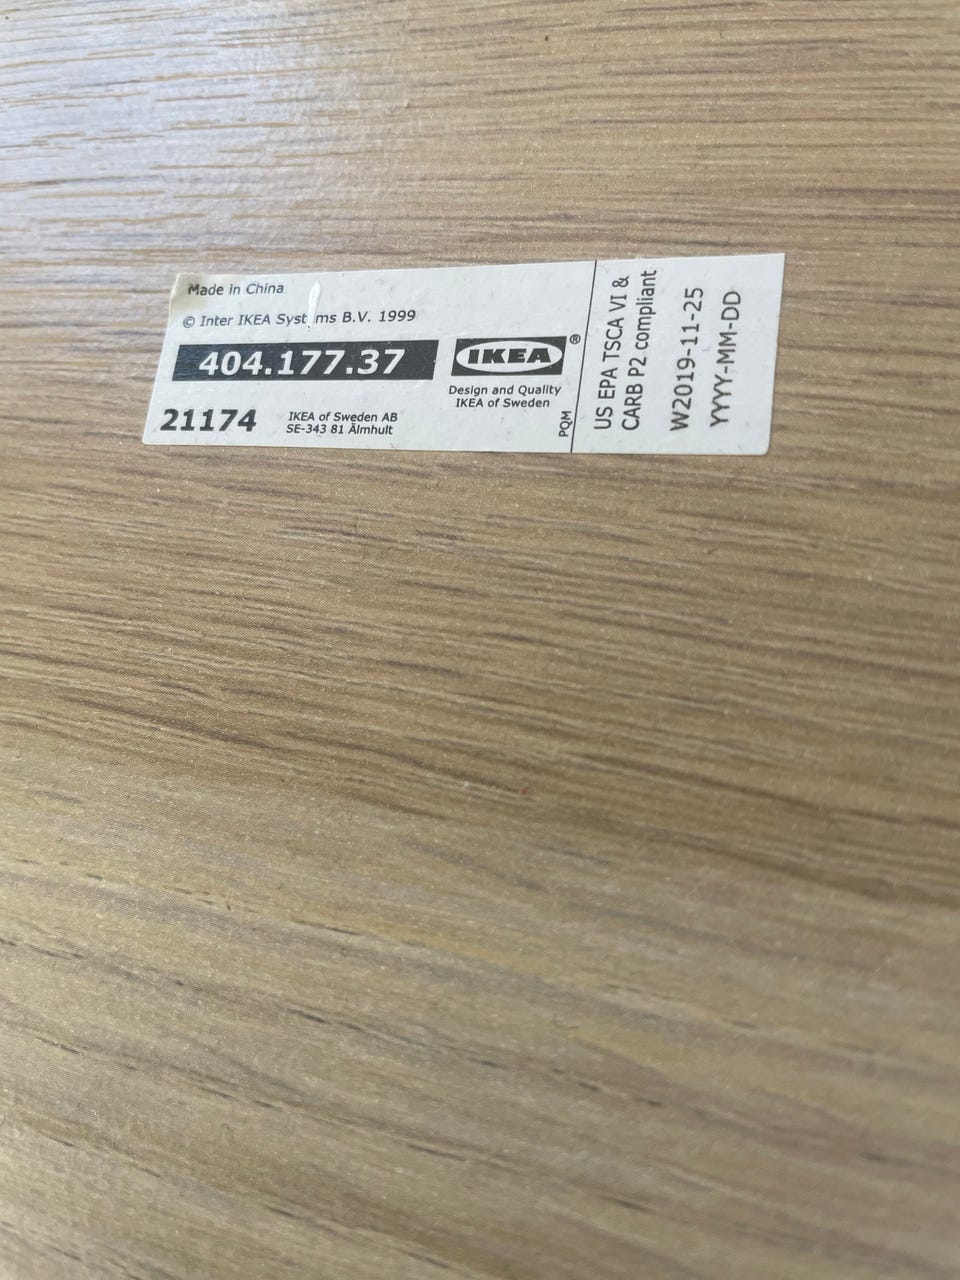 Made in China
© Inter IKEA Syst ms B.V. 1999
404.177.37
IKEA®
Design and Quality
IKEA of Sweden
21174
IKEA of Sweden AB
SE-343 81 Älmhult
PQM
US EPA TSCA VI &
CARB P2 compliant
W2019-11-25
YYYY-MM-DD